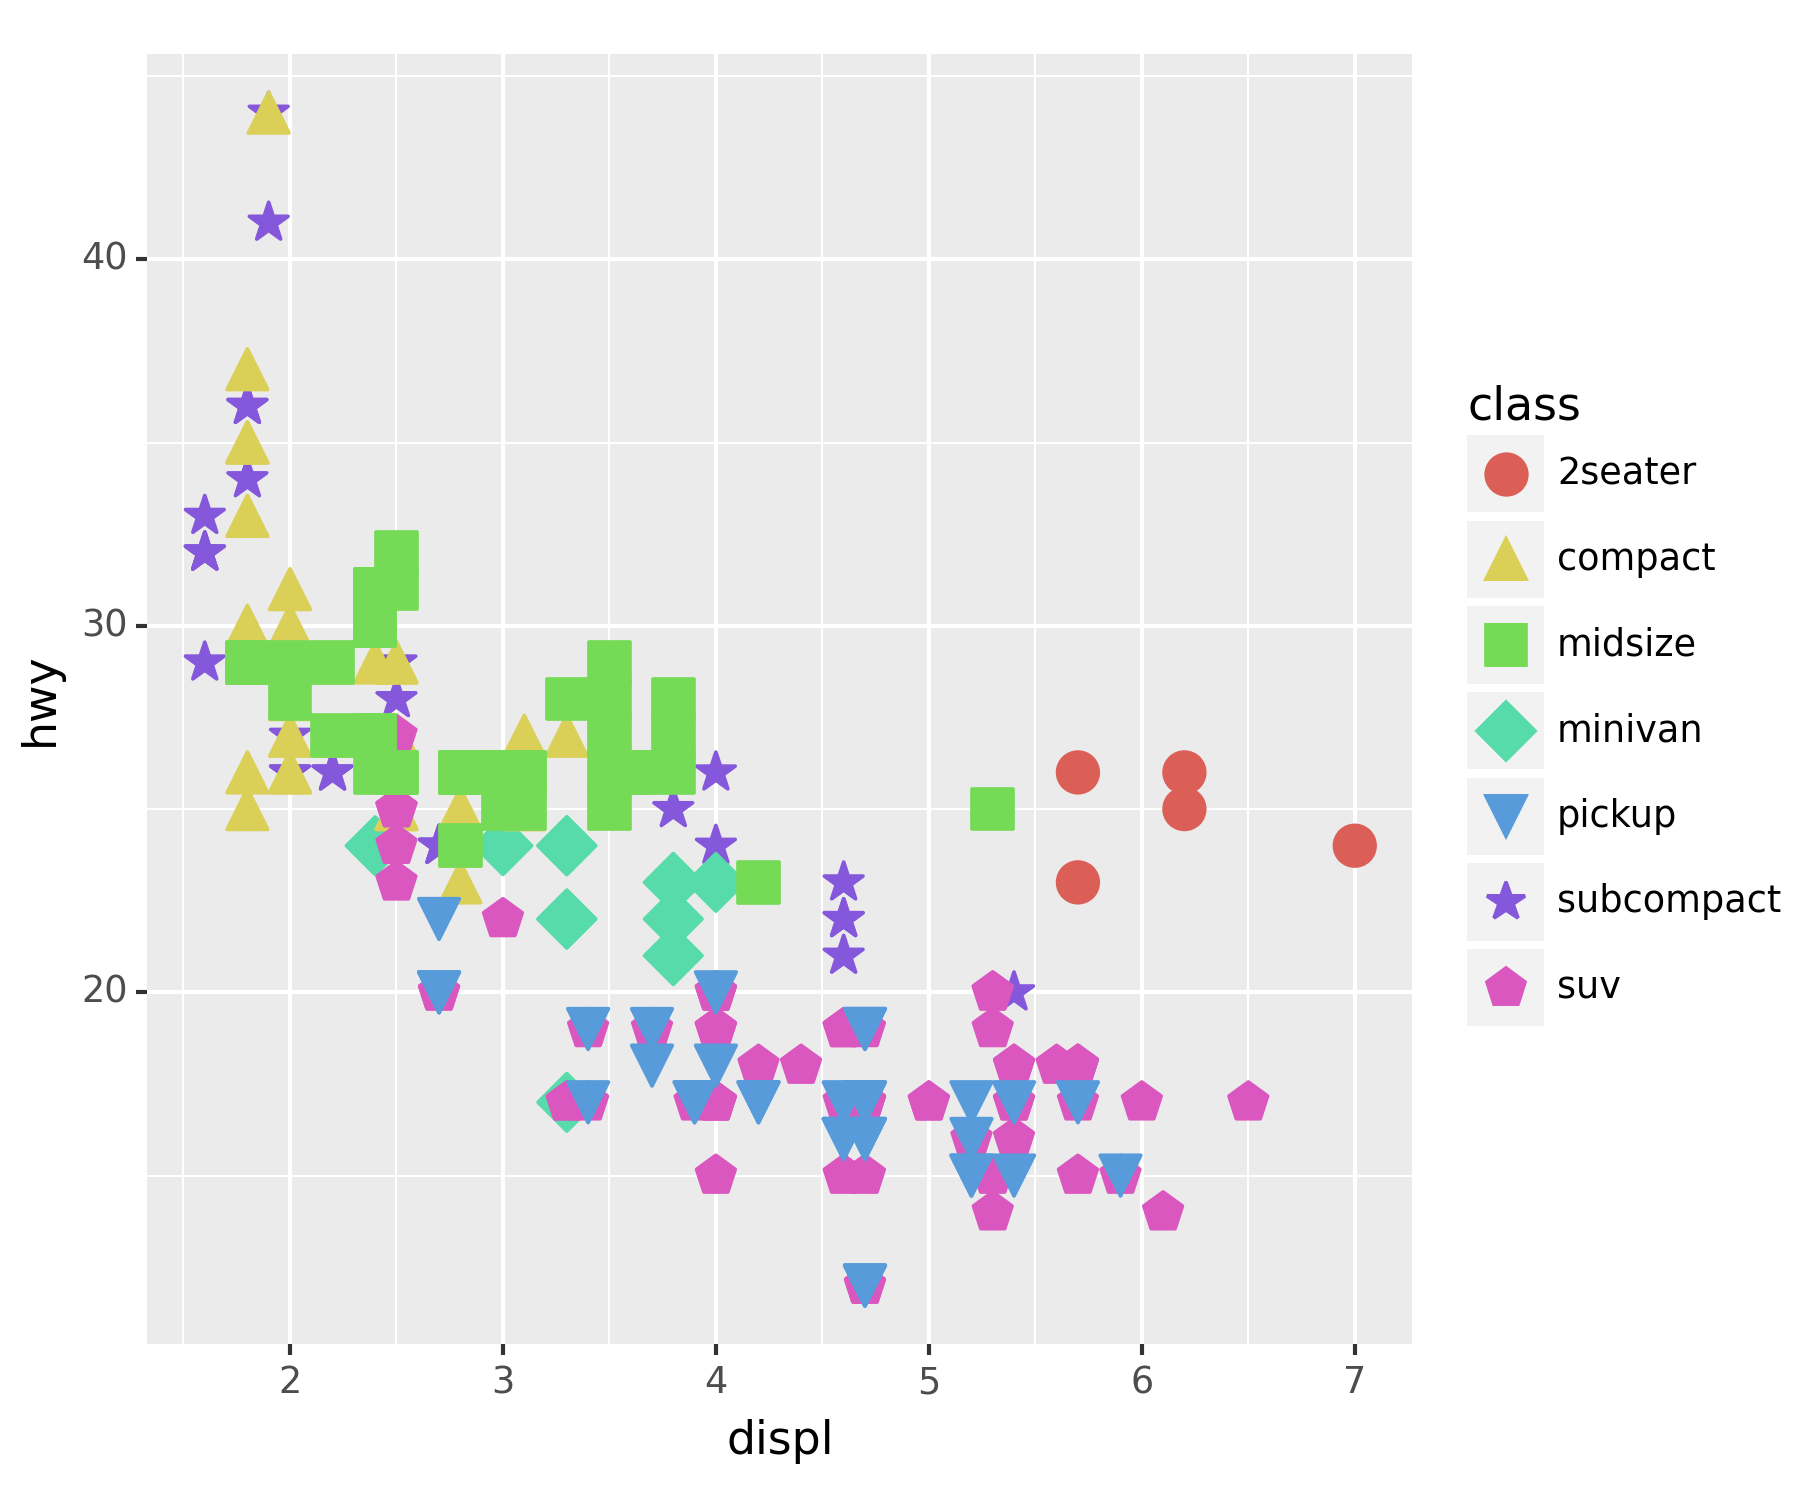 hwy
40
30
20
2 3 4 5 6 7
displ
class
2seater
compact
midsize
minivan
pickup
subcompact
suv